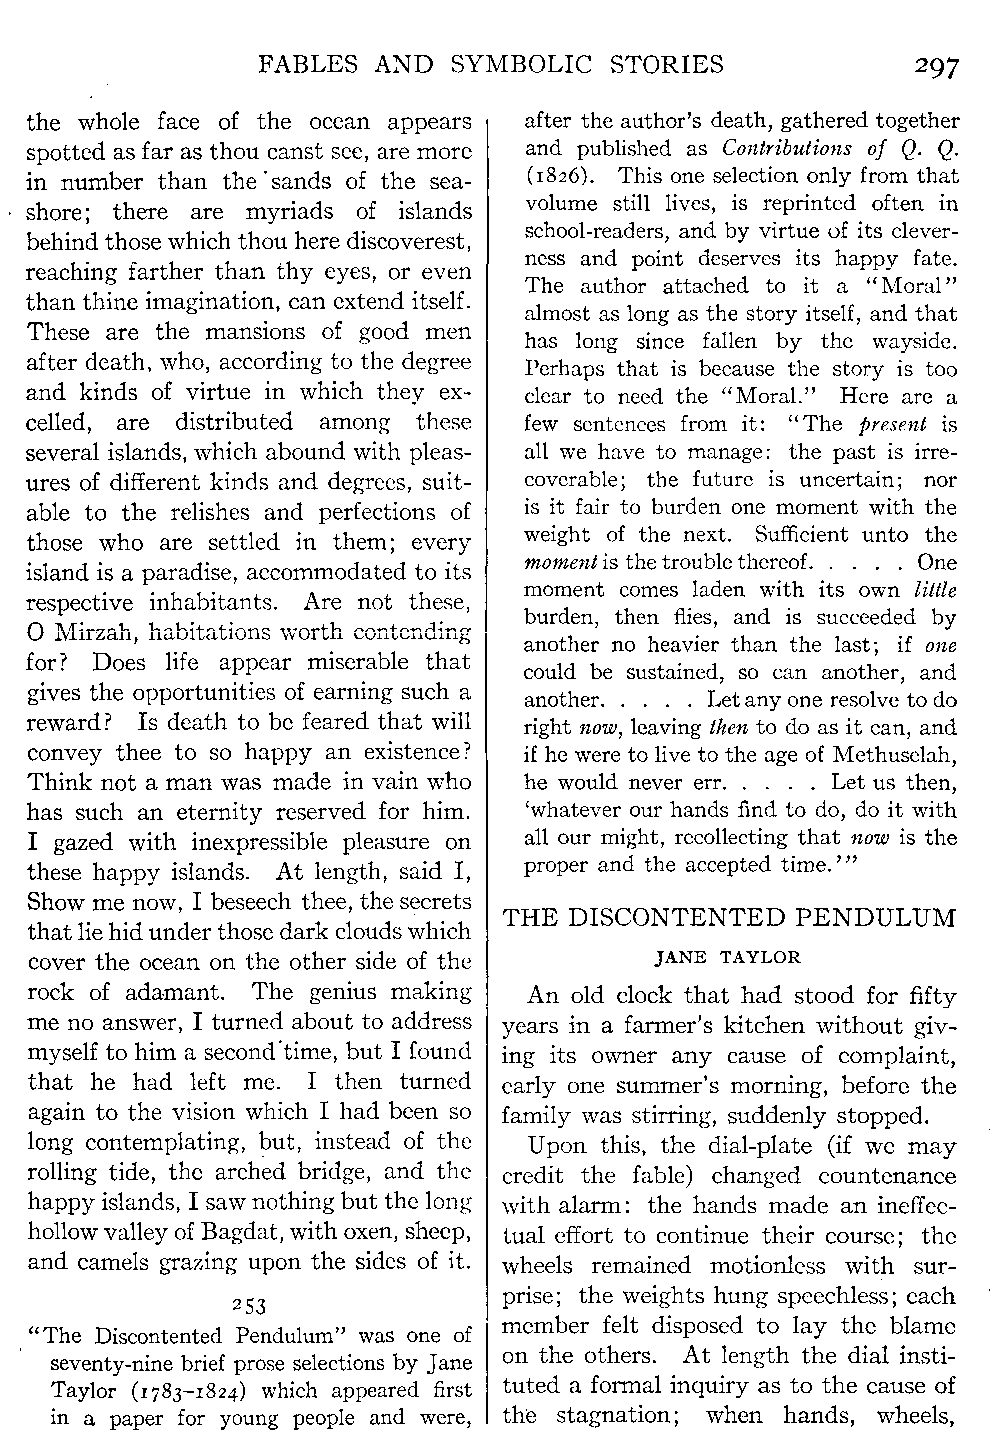 FABLES AND SYMBOLIC STORIES 297
the whole face of the ocean appears
spotted as far as thou canst see, are more
in number than the sands of the sea-
shore; there are myriads of islands
behind those which thou here discoverest,
reaching farther than thy eyes, or even
than thine imagination, can extend itself.
These are the mansions of good men
after death, who, according to the degree
and kinds of virtue in which they ex-
celled, are distributed among these
several islands, which abound with pleas-
ures of different kinds and degrees, suit-
able to the relishes and perfections of
those who are settled in them; every
island is a paradise, accommodated to its
respective inhabitants. Are not these,
O Mirzah, habitations worth contending
for? Does life appear miserable that
gives the opportunities of earning such a
reward? Is death to be feared that will
convey thee to so happy an existence?
Think not a man was made in vain who
has such an eternity reserved for him.
I gazed with inexpressible pleasure on
these happy islands. At length, said I,
Show me now, I beseech thee, the secrets
that lie hid under those dark clouds which
cover the ocean on the other side of the
rock of adamant. The genius making
me no answer, I turned about to address
myself to him a second time, but I found
that he had left me. I then turned
again to the vision which I had been so
long contemplating, but, instead of the
rolling tide, the arched bridge, and the
happy islands, I saw nothing but the long
hollow valley of Bagdat, with oxen, sheep,
and camels grazing upon the sides of it.
253
"The Discontented Pendulum" was one of
seventy-nine brief prose selections by Jane
Taylor (1783–1824) which appeared first
in a paper for young people and were,
after the author's death, gathered together
and published as Contributions of Q. Q.
(1826). This one selection only from that
volume still lives, is reprinted often in
school-readers, and by virtue of its clever-
ness and point deserves its happy fate.
The author attached to it a "Moral"
almost as long as the story itself, and that
has long since fallen by the wayside.
Perhaps that is because the story is too
clear to need the "Moral." Here are a
few sentences from it: "The present is
all we have to manage: the past is irre-
coverable; the future is uncertain; nor
is it fair to burden one moment with the
weight of the next. Sufficient unto the
moment is the trouble thereof. . . . . . One
moment comes laden with its own little
burden, then flies, and is succeeded by
another no heavier than the last; if one
could be sustained, so can another, and
another. . . . . . Let any one resolve to do
right now, leaving then to do as it can, and
if he were to live to the age of Methuselah,
he would never err. . . . . . Let us then,
'whatever our hands find to do, do it with
all our might, recollecting that now is the
proper and the accepted time.'"
THE DISCONTENTED PENDULUM
JANE TAYLOR
An old clock that had stood for fifty
years in a farmer's kitchen without giv-
ing its owner any cause of complaint,
early one summer's morning, before the
family was stirring, suddenly stopped.
Upon this, the dial-plate (if we may
credit the fable) changed countenance
with alarm: the hands made an ineffec-
tual effort to continue their course; the
wheels remained motionless with sur-
prise; the weights hung speechless; each
member felt disposed to lay the blame
on the others. At length the dial insti-
tuted a formal inquiry as to the cause of
the stagnation; when hands, wheels,